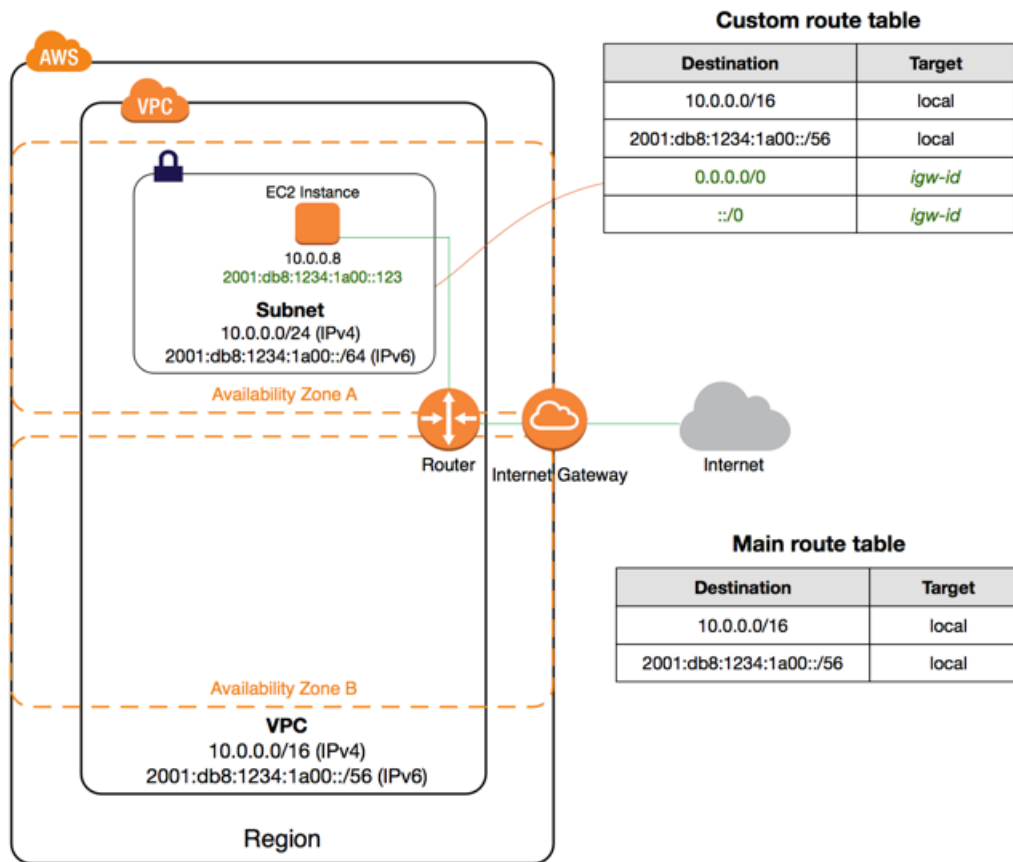 AWS
VPC
EC2 Instance
10.0.0.8
2001:db8:1234:1a00::123
Subnet
10.0.0.0/24 (IPv4)
2001:db8:1234:1a00::/64 (IPv6)
Availability Zone A
Router
Internet Gateway
Internet
Availability Zone B
VPC
10.0.0.0/16 (IPv4)
2001:db8:1234:1a00::/56 (IPv6)
Region
Custom route table
Destination Target
10.0.0.0/16 local
2001:db8:1234:1a00::/56 local
0.0.0.0/0 igw-id
::/0 igw-id
Main route table
Destination Target
10.0.0.0/16 local
2001:db8:1234:1a00::/56 local